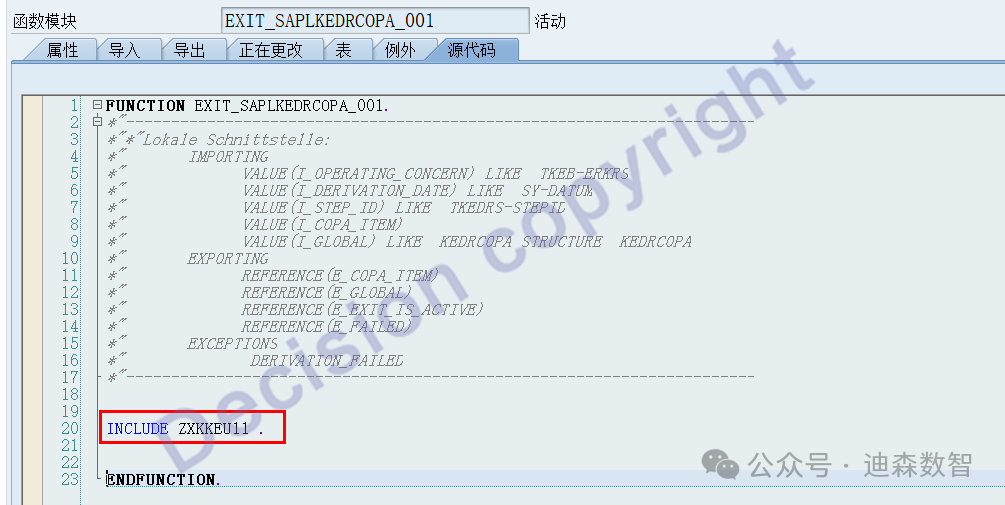 函数模块 EXIT_SAPLKEDRCOPA_001 活动
属性 导入 导出 正在更改 表 例外 源代码
1 FUNCTION EXIT_SAPLKEDRCOPA_001.
2 *"----------------------------------------------------------------------
3 *"*"Lokale Schnittstelle:
4 *" IMPORTING
5 *" VALUE(I_OPERATING_CONCERN) LIKE TKEB-ERKRS
6 *" VALUE(I_DERIVATION_DATE) LIKE SY-DATUM
7 *" VALUE(I_STEP_ID) LIKE TKEDRS-STEPID
8 *" VALUE(I_COPA_ITEM)
9 *" VALUE(I_GLOBAL) LIKE KEDRCOPA STRUCTURE KEDRCOPA
10 *" EXPORTING
11 *" REFERENCE(E_COPA_ITEM)
12 *" REFERENCE(E_GLOBAL)
13 *" REFERENCE(E_EXIT_IS_ACTIVE)
14 *" REFERENCE(E_FAILED)
15 *" EXCEPTIONS
16 *" DERIVATION_FAILED
17 *"----------------------------------------------------------------------
18
19
20 INCLUDE ZXKKEU11 .
21
22
23 ENDFUNCTION.
Decision copyright
公众号 · 迪森数智